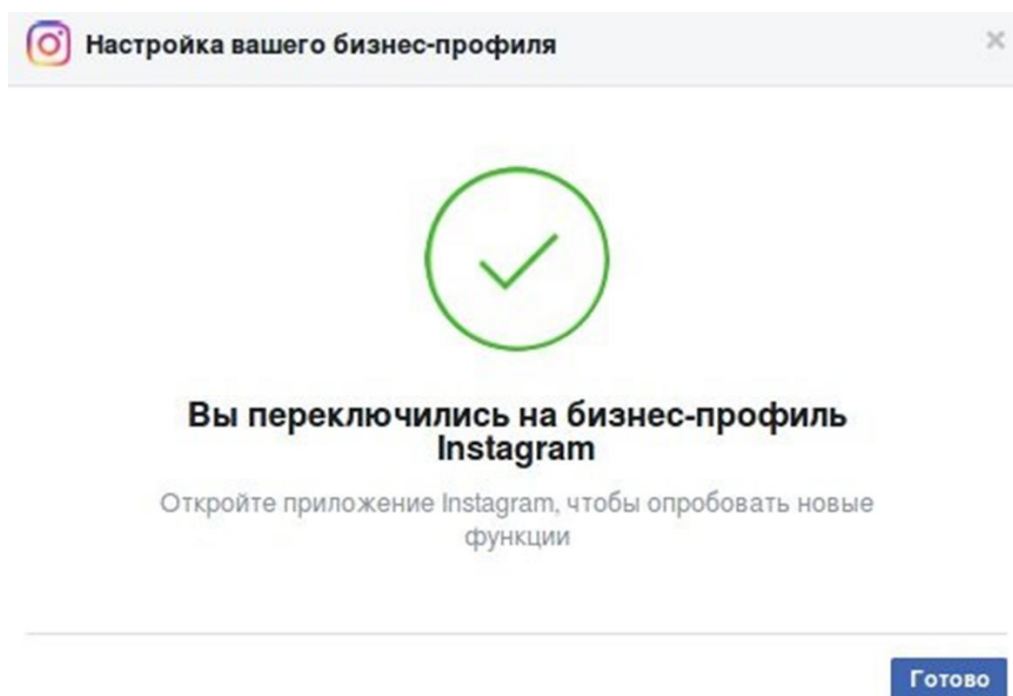 Настройка вашего бизнес-профиля
Вы переключились на бизнес-профиль
Instagram
Откройте приложение Instagram, чтобы опробовать новые
функции
Готово